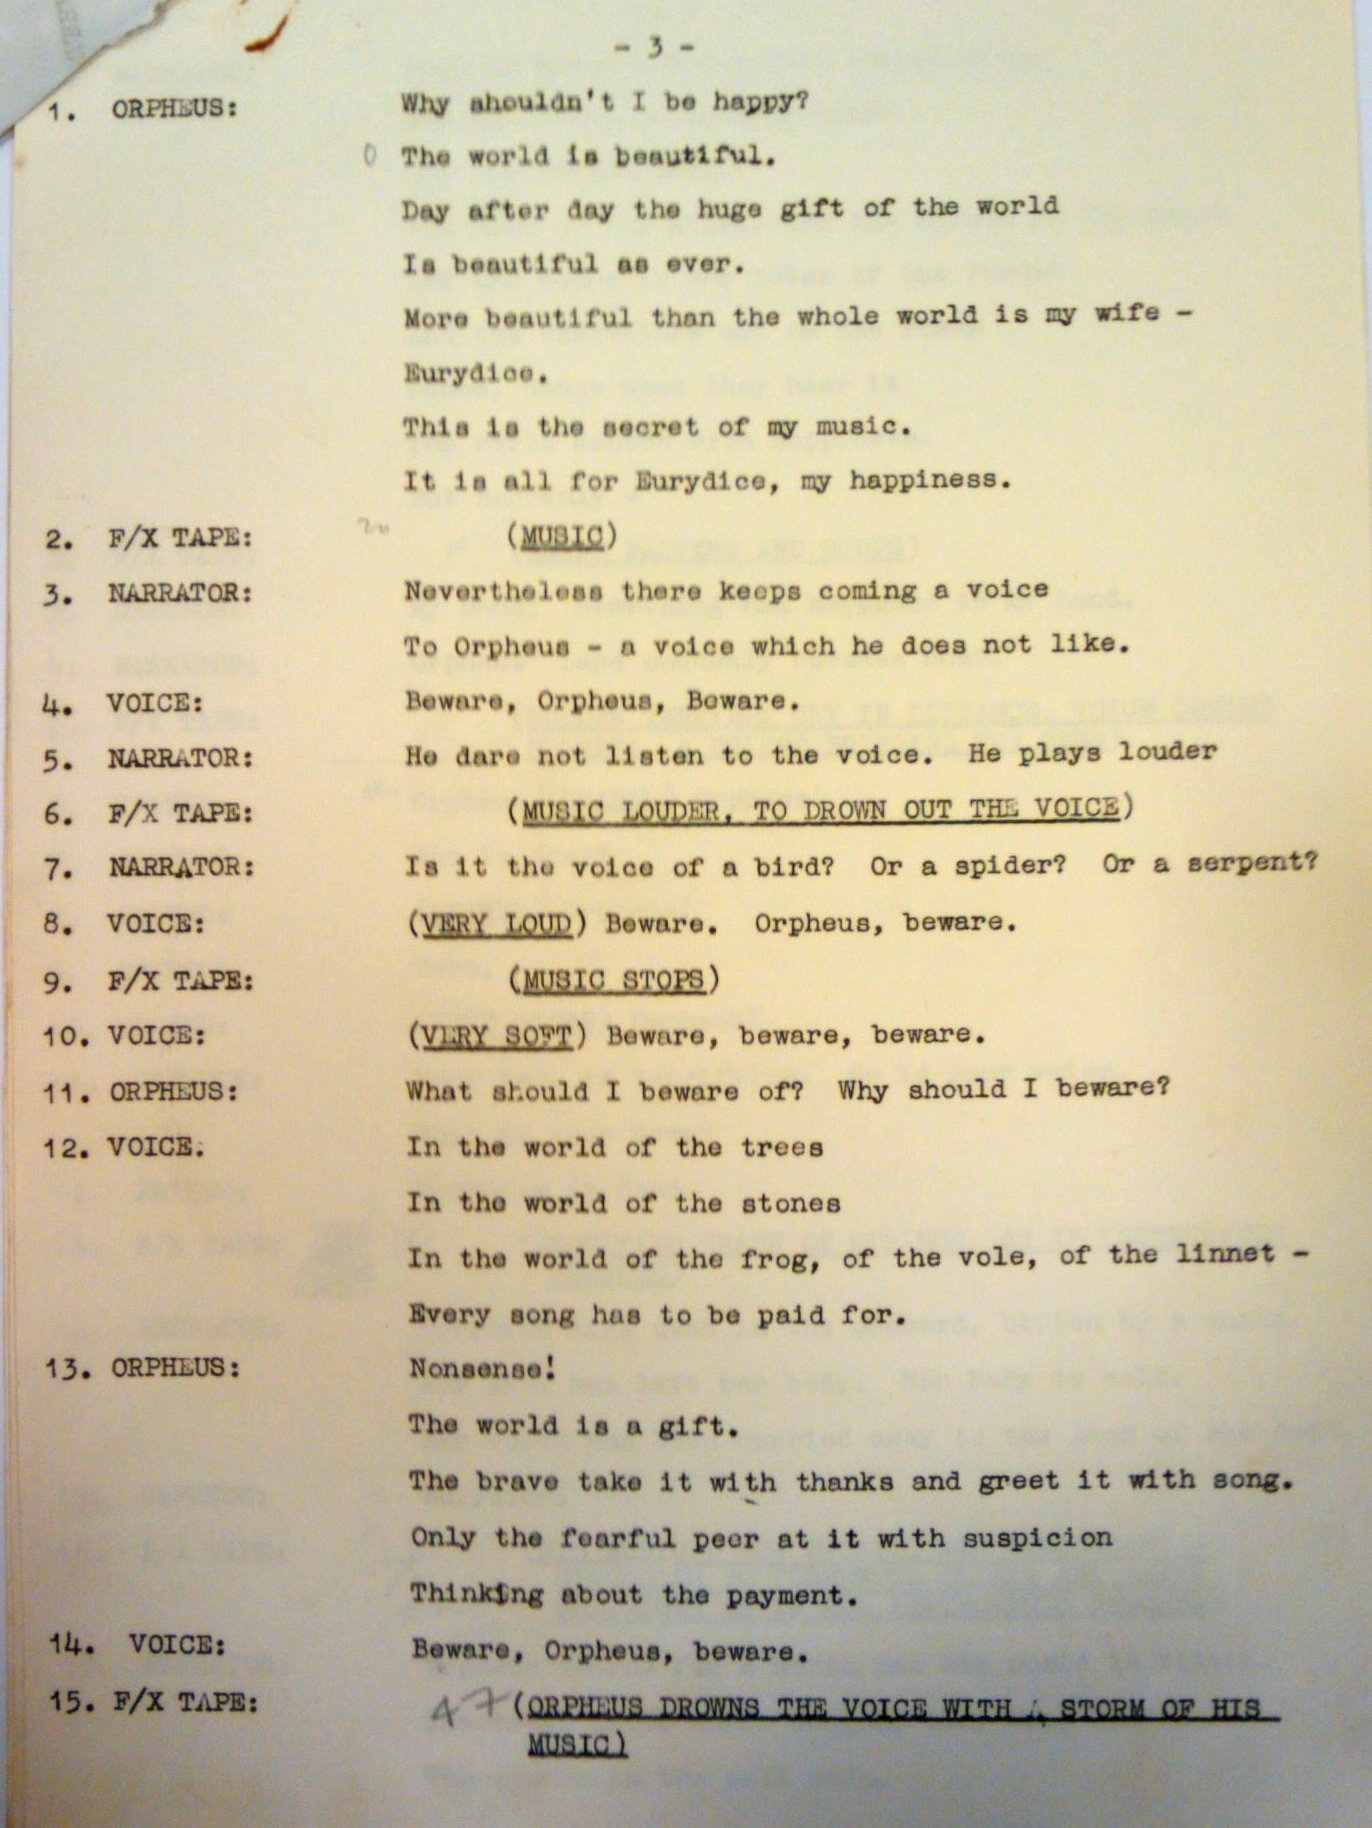 - 3 -
1. ORPHEUS: Why shouldn't I be happy?
The world is beautiful.
Day after day the huge gift of the world
Is beautiful as ever.
More beautiful than the whole world is my wife -
Eurydice.
This is the secret of my music.
It is all for Eurydice, my happiness.
2. F/X TAPE: (MUSIC)
3. NARRATOR: Nevertheless there keeps coming a voice
To Orpheus - a voice which he does not like.
4. VOICE: Beware, Orpheus, Beware.
5. NARRATOR: He dare not listen to the voice. He plays louder
6. F/X TAPE: (MUSIC LOUDER, TO DROWN OUT THE VOICE)
7. NARRATOR: Is it the voice of a bird? Or a spider? Or a serpent?
8. VOICE: (VERY LOUD) Beware. Orpheus, beware.
9. F/X TAPE: (MUSIC STOPS)
10. VOICE: (VERY SOFT) Beware, beware, beware.
11. ORPHEUS: What should I beware of? Why should I beware?
12. VOICE. In the world of the trees
In the world of the stones
In the world of the frog, of the vole, of the linnet -
Every song has to be paid for.
13. ORPHEUS: Nonsense!
The world is a gift.
The brave take it with thanks and greet it with song.
Only the fearful peer at it with suspicion
Thinking about the payment.
14. VOICE: Beware, Orpheus, beware.
15. F/X TAPE: 47 (ORPHEUS DROWNS THE VOICE WITH A STORM OF HIS
MUSIC)